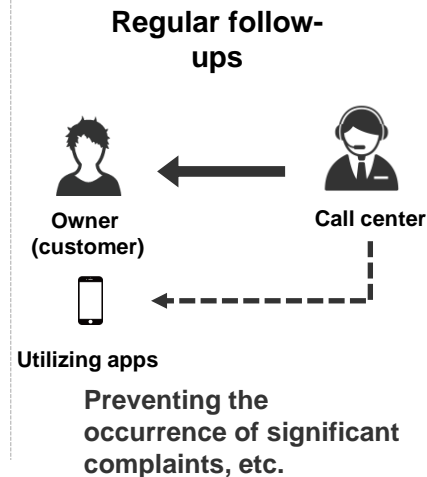 Regular follow-
ups
Owner
(customer)
Call center
Utilizing apps
Preventing the
occurrence of significant
complaints, etc.